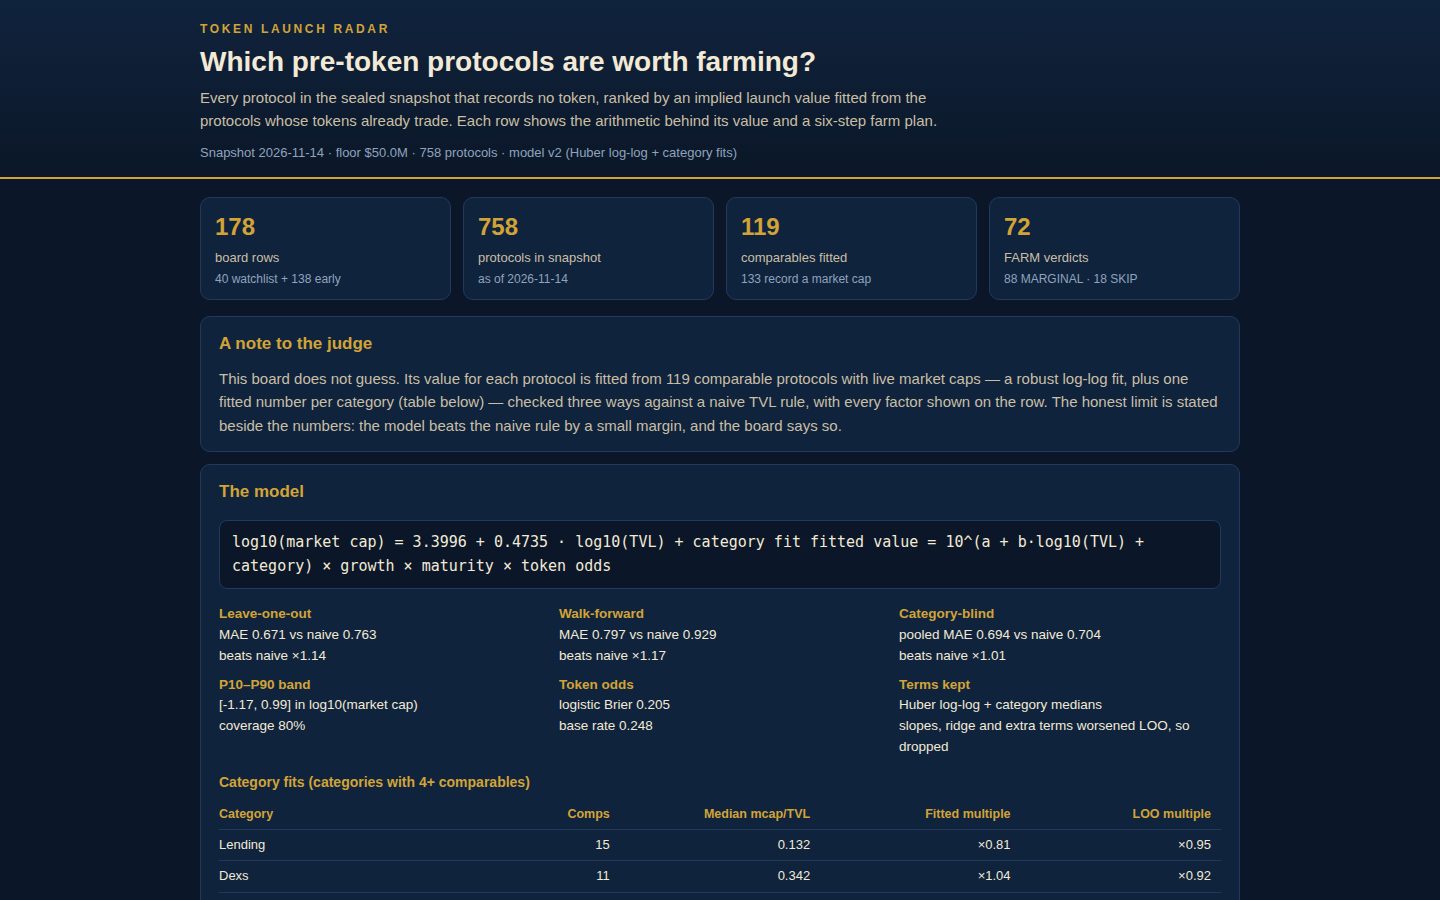 TOKEN LAUNCH RADAR
Which pre-token protocols are worth farming?
Every protocol in the sealed snapshot that records no token, ranked by an implied launch value fitted from the
protocols whose tokens already trade. Each row shows the arithmetic behind its value and a six-step farm plan.
Snapshot 2026-11-14 · floor $50.0M · 758 protocols · model v2 (Huber log-log + category fits)
178
board rows
40 watchlist + 138 early
758
protocols in snapshot
as of 2026-11-14
119
comparables fitted
133 record a market cap
72
FARM verdicts
88 MARGINAL · 18 SKIP
A note to the judge
This board does not guess. Its value for each protocol is fitted from 119 comparable protocols with live market caps — a robust log-log fit, plus one
fitted number per category (table below) — checked three ways against a naive TVL rule, with every factor shown on the row. The honest limit is stated
beside the numbers: the model beats the naive rule by a small margin, and the board says so.
The model
log10(market cap) = 3.3996 + 0.4735 · log10(TVL) + category fit fitted value = 10^(a + b·log10(TVL) +
category) × growth × maturity × token odds
Leave-one-out
MAE 0.671 vs naive 0.763
beats naive ×1.14
Walk-forward
MAE 0.797 vs naive 0.929
beats naive ×1.17
Category-blind
pooled MAE 0.694 vs naive 0.704
beats naive ×1.01
P10–P90 band
[-1.17, 0.99] in log10(market cap)
coverage 80%
Token odds
logistic Brier 0.205
base rate 0.248
Terms kept
Huber log-log + category medians
slopes, ridge and extra terms worsened LOO, so
dropped
Category fits (categories with 4+ comparables)
Category Comps Median mcap/TVL Fitted multiple LOO multiple
Lending 15 0.132 ×0.81 ×0.95
Dexs 11 0.342 ×1.04 ×0.92